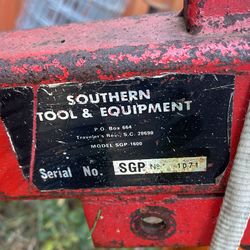 SOUTHERN
TOOL & EQUIPMENT
P.O. Box 664
Traveler's Rest, S.C. 29690
MODEL SGP-1600
Serial No. SGP No 1071